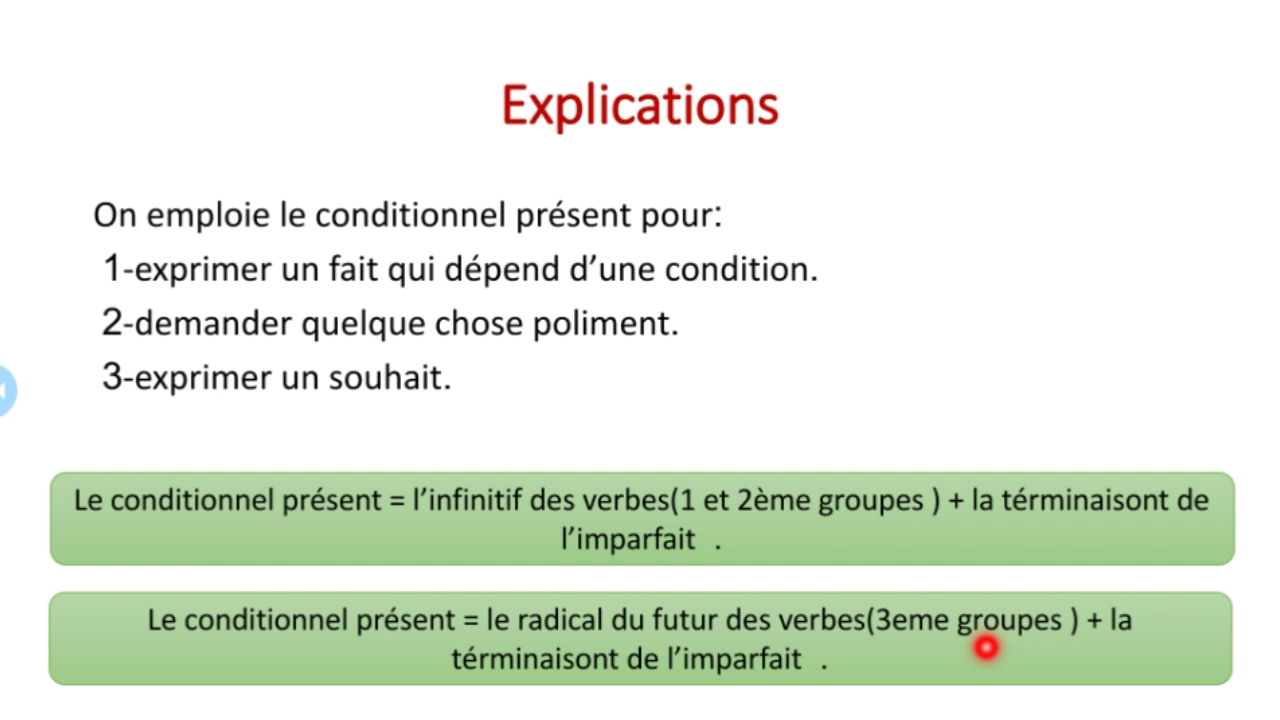 Explications
On emploie le conditionnel présent pour:
1-exprimer un fait qui dépend d’une condition.
2-demander quelque chose poliment.
3-exprimer un souhait.
Le conditionnel présent = l’infinitif des verbes(1 et 2ème groupes ) + la términaisont de
l’imparfait .
Le conditionnel présent = le radical du futur des verbes(3eme groupes ) + la
términaisont de l’imparfait .